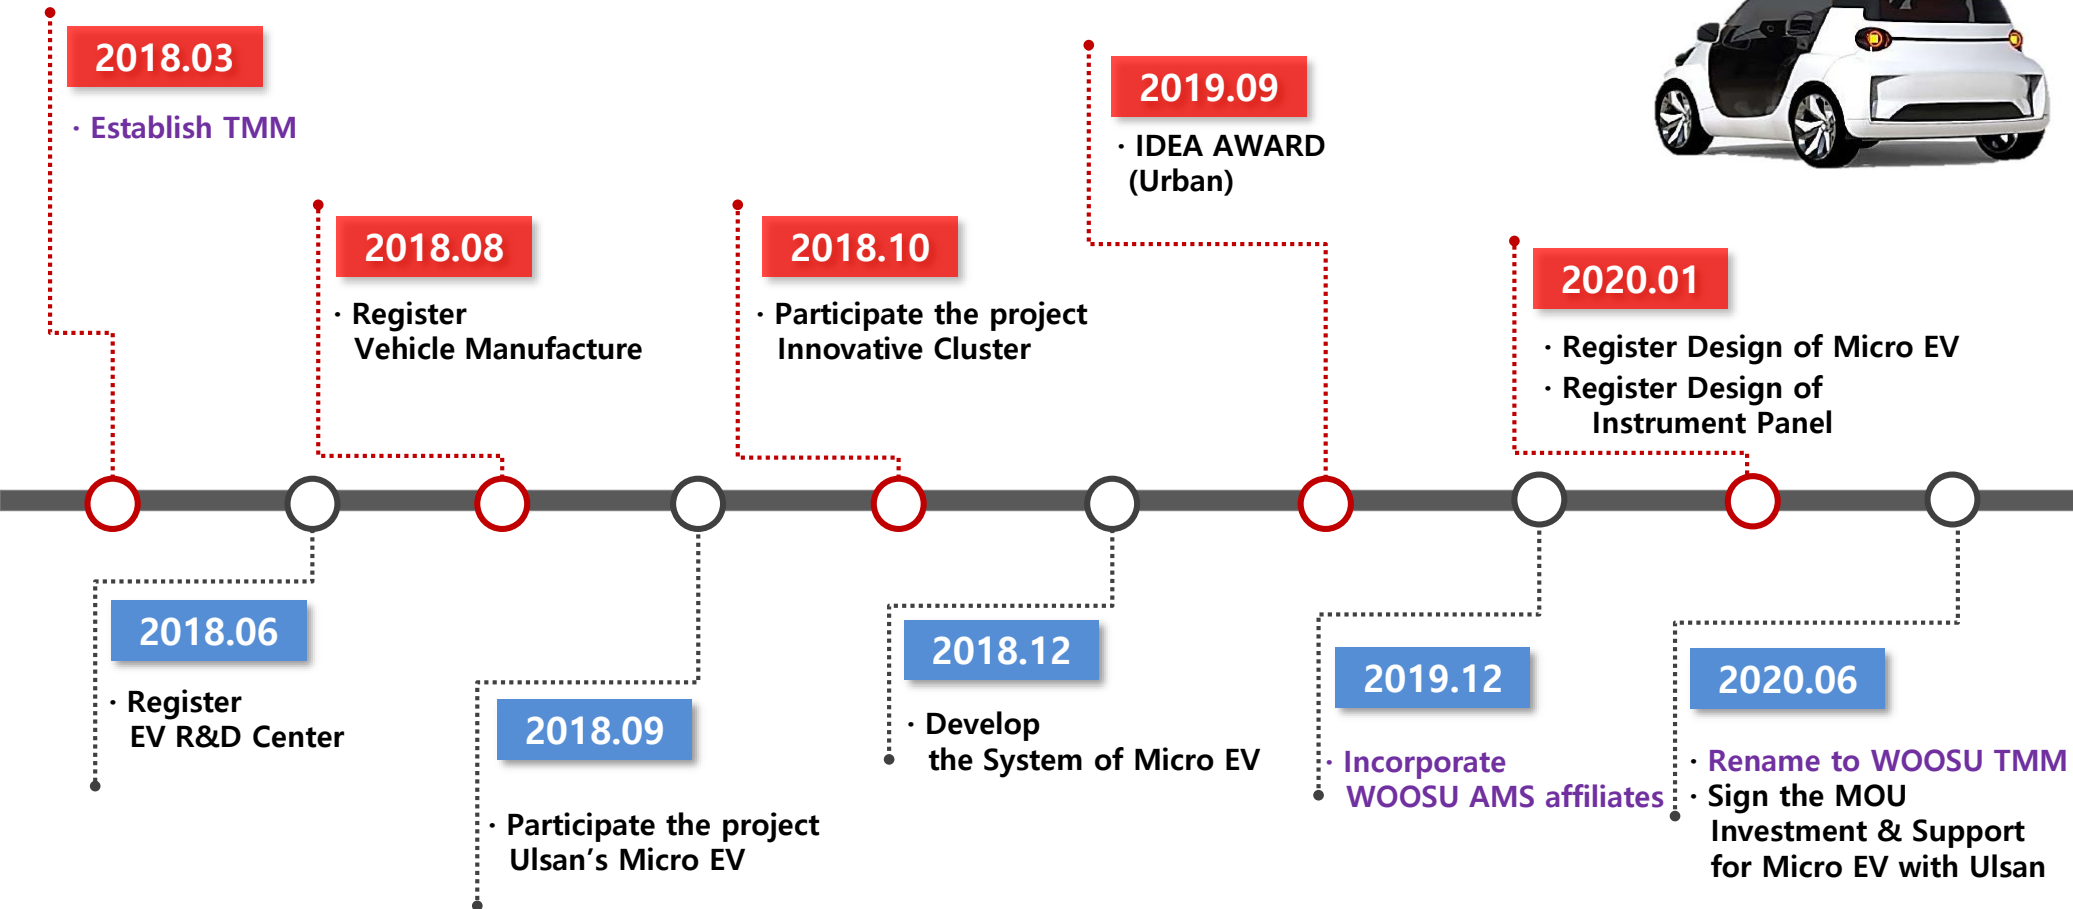 2018.03
· Establish TMM
2018.08
· Register
Vehicle Manufacture
2018.10
· Participate the project
Innovative Cluster
2019.09
· IDEA AWARD
(Urban)
2020.01
· Register Design of Micro EV
· Register Design of
Instrument Panel
2018.06
· Register
EV R&D Center
2018.09
· Participate the project
Ulsan’s Micro EV
2018.12
· Develop
the System of Micro EV
2019.12
· Incorporate
WOOSU AMS affiliates
2020.06
· Rename to WOOSU TMM
· Sign the MOU
Investment & Support
for Micro EV with Ulsan